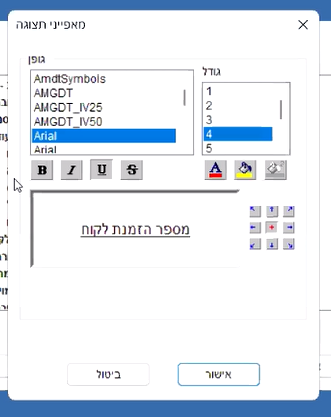 מאפייני תצוגה
גופן
גודל
AmdtSymbols
AMGDT
AMGDT_IV25
AMGDT_IV50
Arial
Arial
1
2
3
4
5
B I U S A
מספר הזמנת לקוח
אישור
ביטול